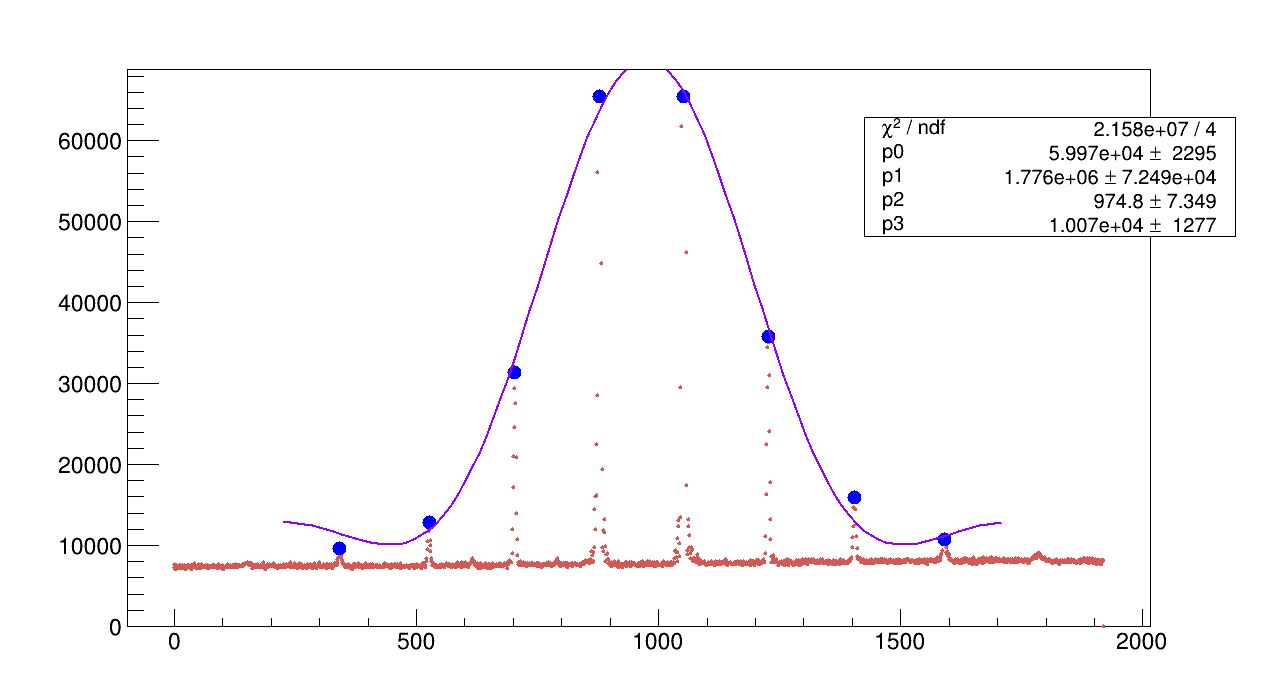 60000
50000
40000
30000
20000
10000
0
χ² / ndf 2.158e+07 / 4
p0 5.997e+04 ± 2295
p1 1.776e+06 ± 7.249e+04
p2 974.8 ± 7.349
p3 1.007e+04 ± 1277
0 500 1000 1500 2000